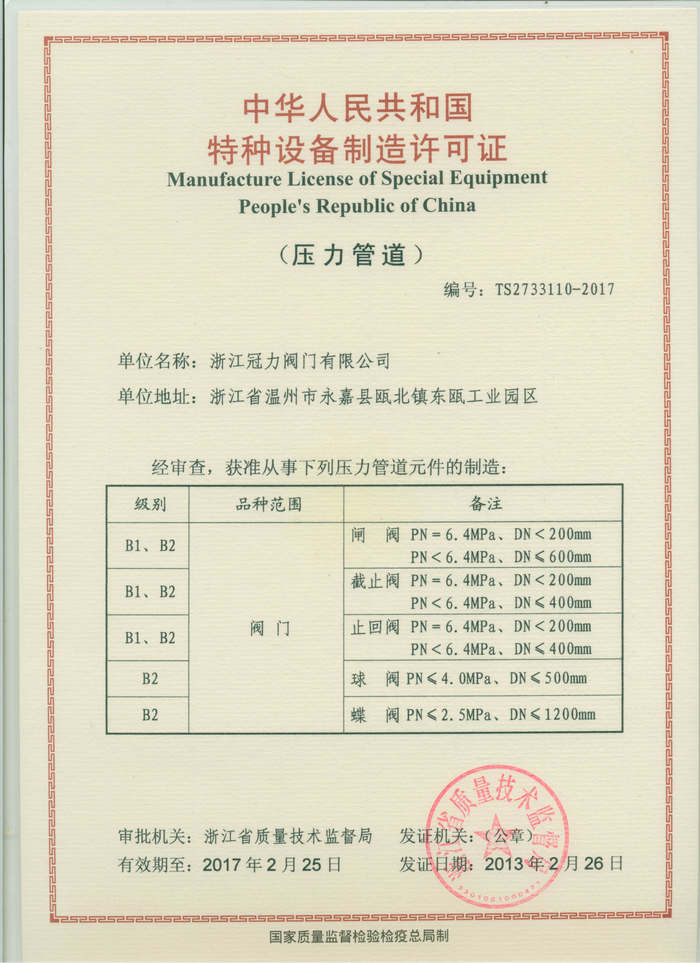 中华人民共和国
特种设备制造许可证
Manufacture License of Special Equipment
People's Republic of China
（压力管道）
编号：TS2733110-2017
单位名称：浙江冠力阀门有限公司
单位地址：浙江省温州市永嘉县瓯北镇东瓯工业园区
经审查，获准从事下列压力管道元件的制造：
级别 品种范围 备注
B1、B2 闸 阀 PN=6.4MPa、DN<200mm
PN<6.4MPa、DN≤600mm
B1、B2 截止阀 PN=6.4MPa、DN<200mm
PN<6.4MPa、DN≤400mm
阀 门
B1、B2 止回阀 PN=6.4MPa、DN<200mm
PN<6.4MPa、DN≤400mm
B2 球 阀 PN≤4.0MPa、DN≤500mm
B2 蝶 阀 PN≤2.5MPa、DN≤1200mm
浙江省质量技术监督局
审批机关：浙江省质量技术监督局 发证机关：（公章）
有效期至：2017年2月25日 发证日期：2013年2月26日
国家质量监督检验检疫总局制